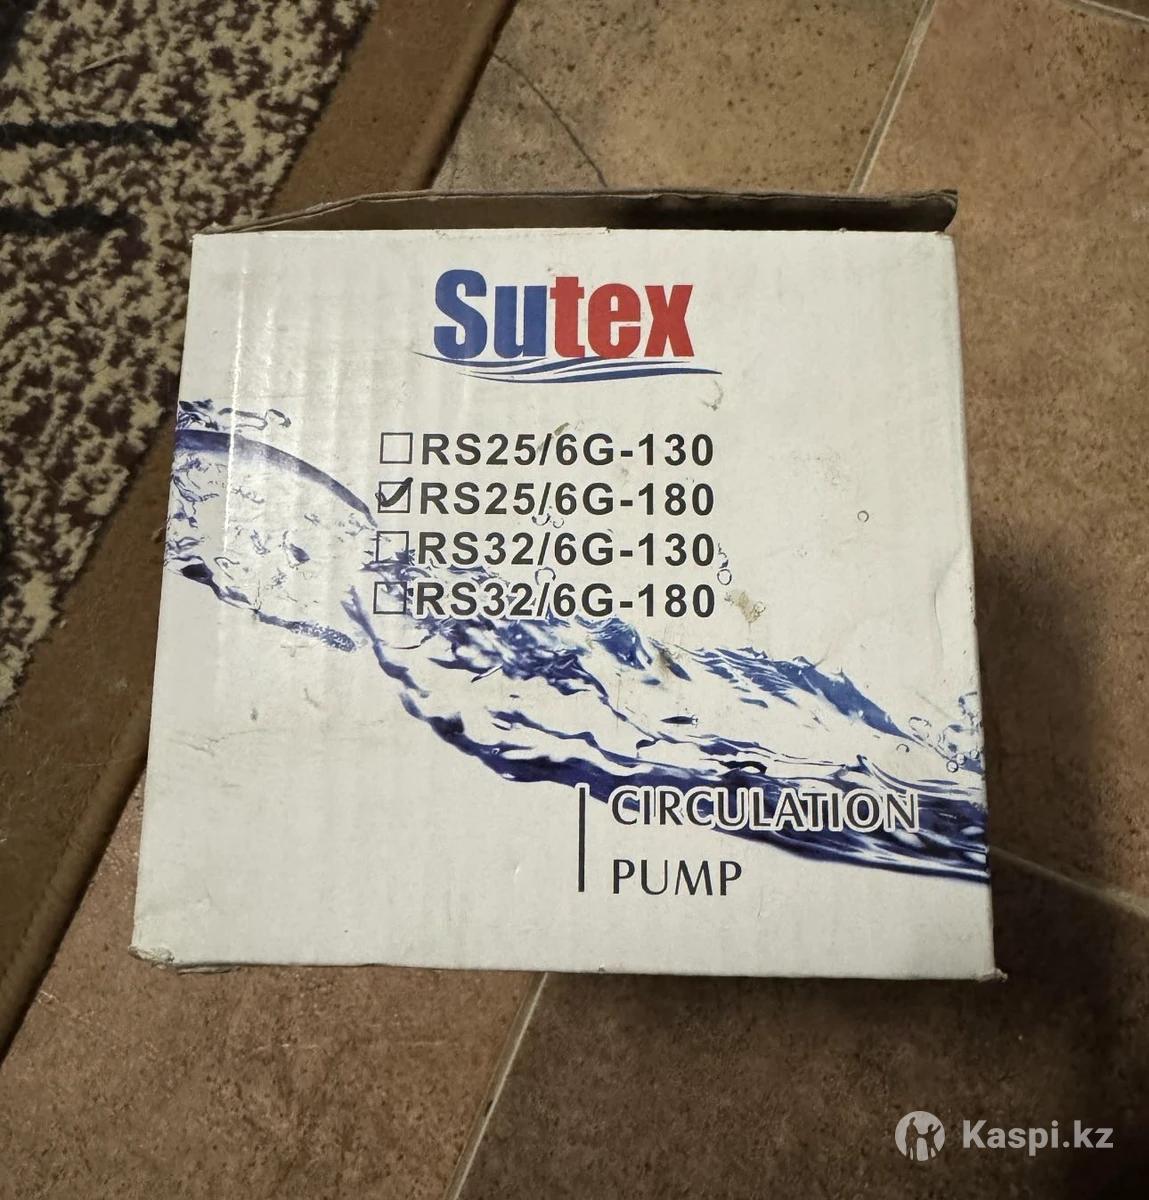 Sutex
RS25/6G-130
RS25/6G-180
RS32/6G-130
RS32/6G-180
CIRCULATION
PUMP
Kaspi.kz